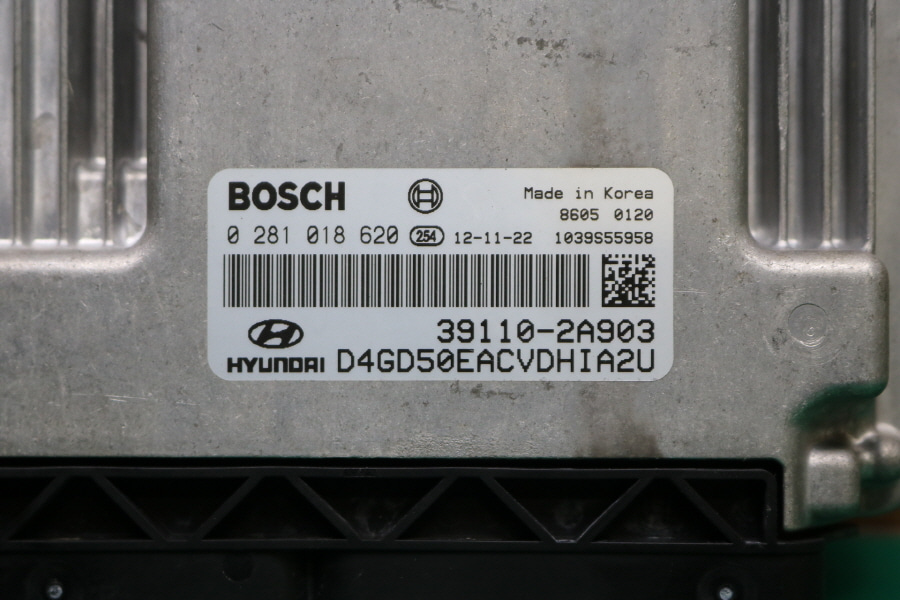 BOSCH
Made in Korea
8605 0120
0 281 018 620 254 12-11-22 1039S55958
39110-2A903
HYUNDAI D4GD50EACVDHIA2U